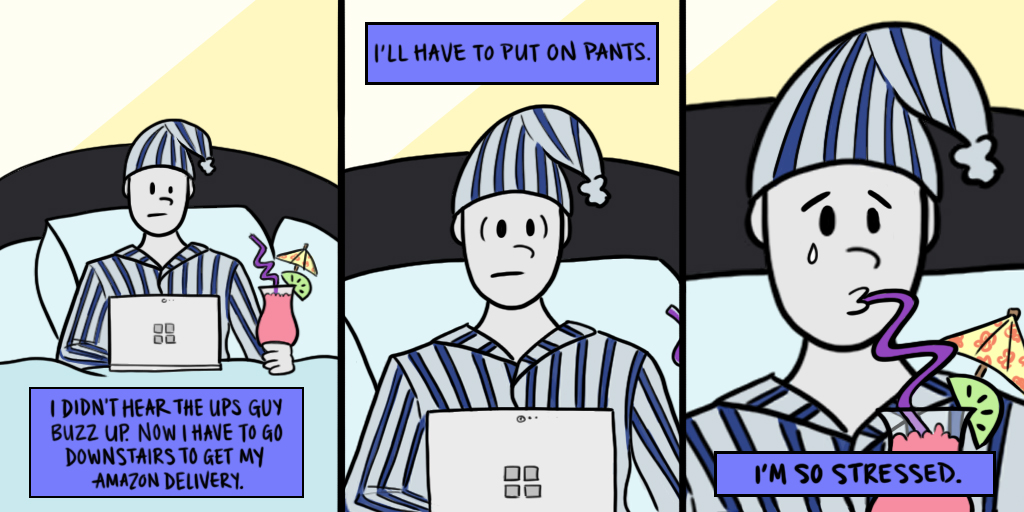 I DIDN'T HEAR THE UPS GUY
BUZZ UP. NOW I HAVE TO GO
DOWNSTAIRS TO GET MY
AMAZON DELIVERY.
I'LL HAVE TO PUT ON PANTS.
I'M SO STRESSED.